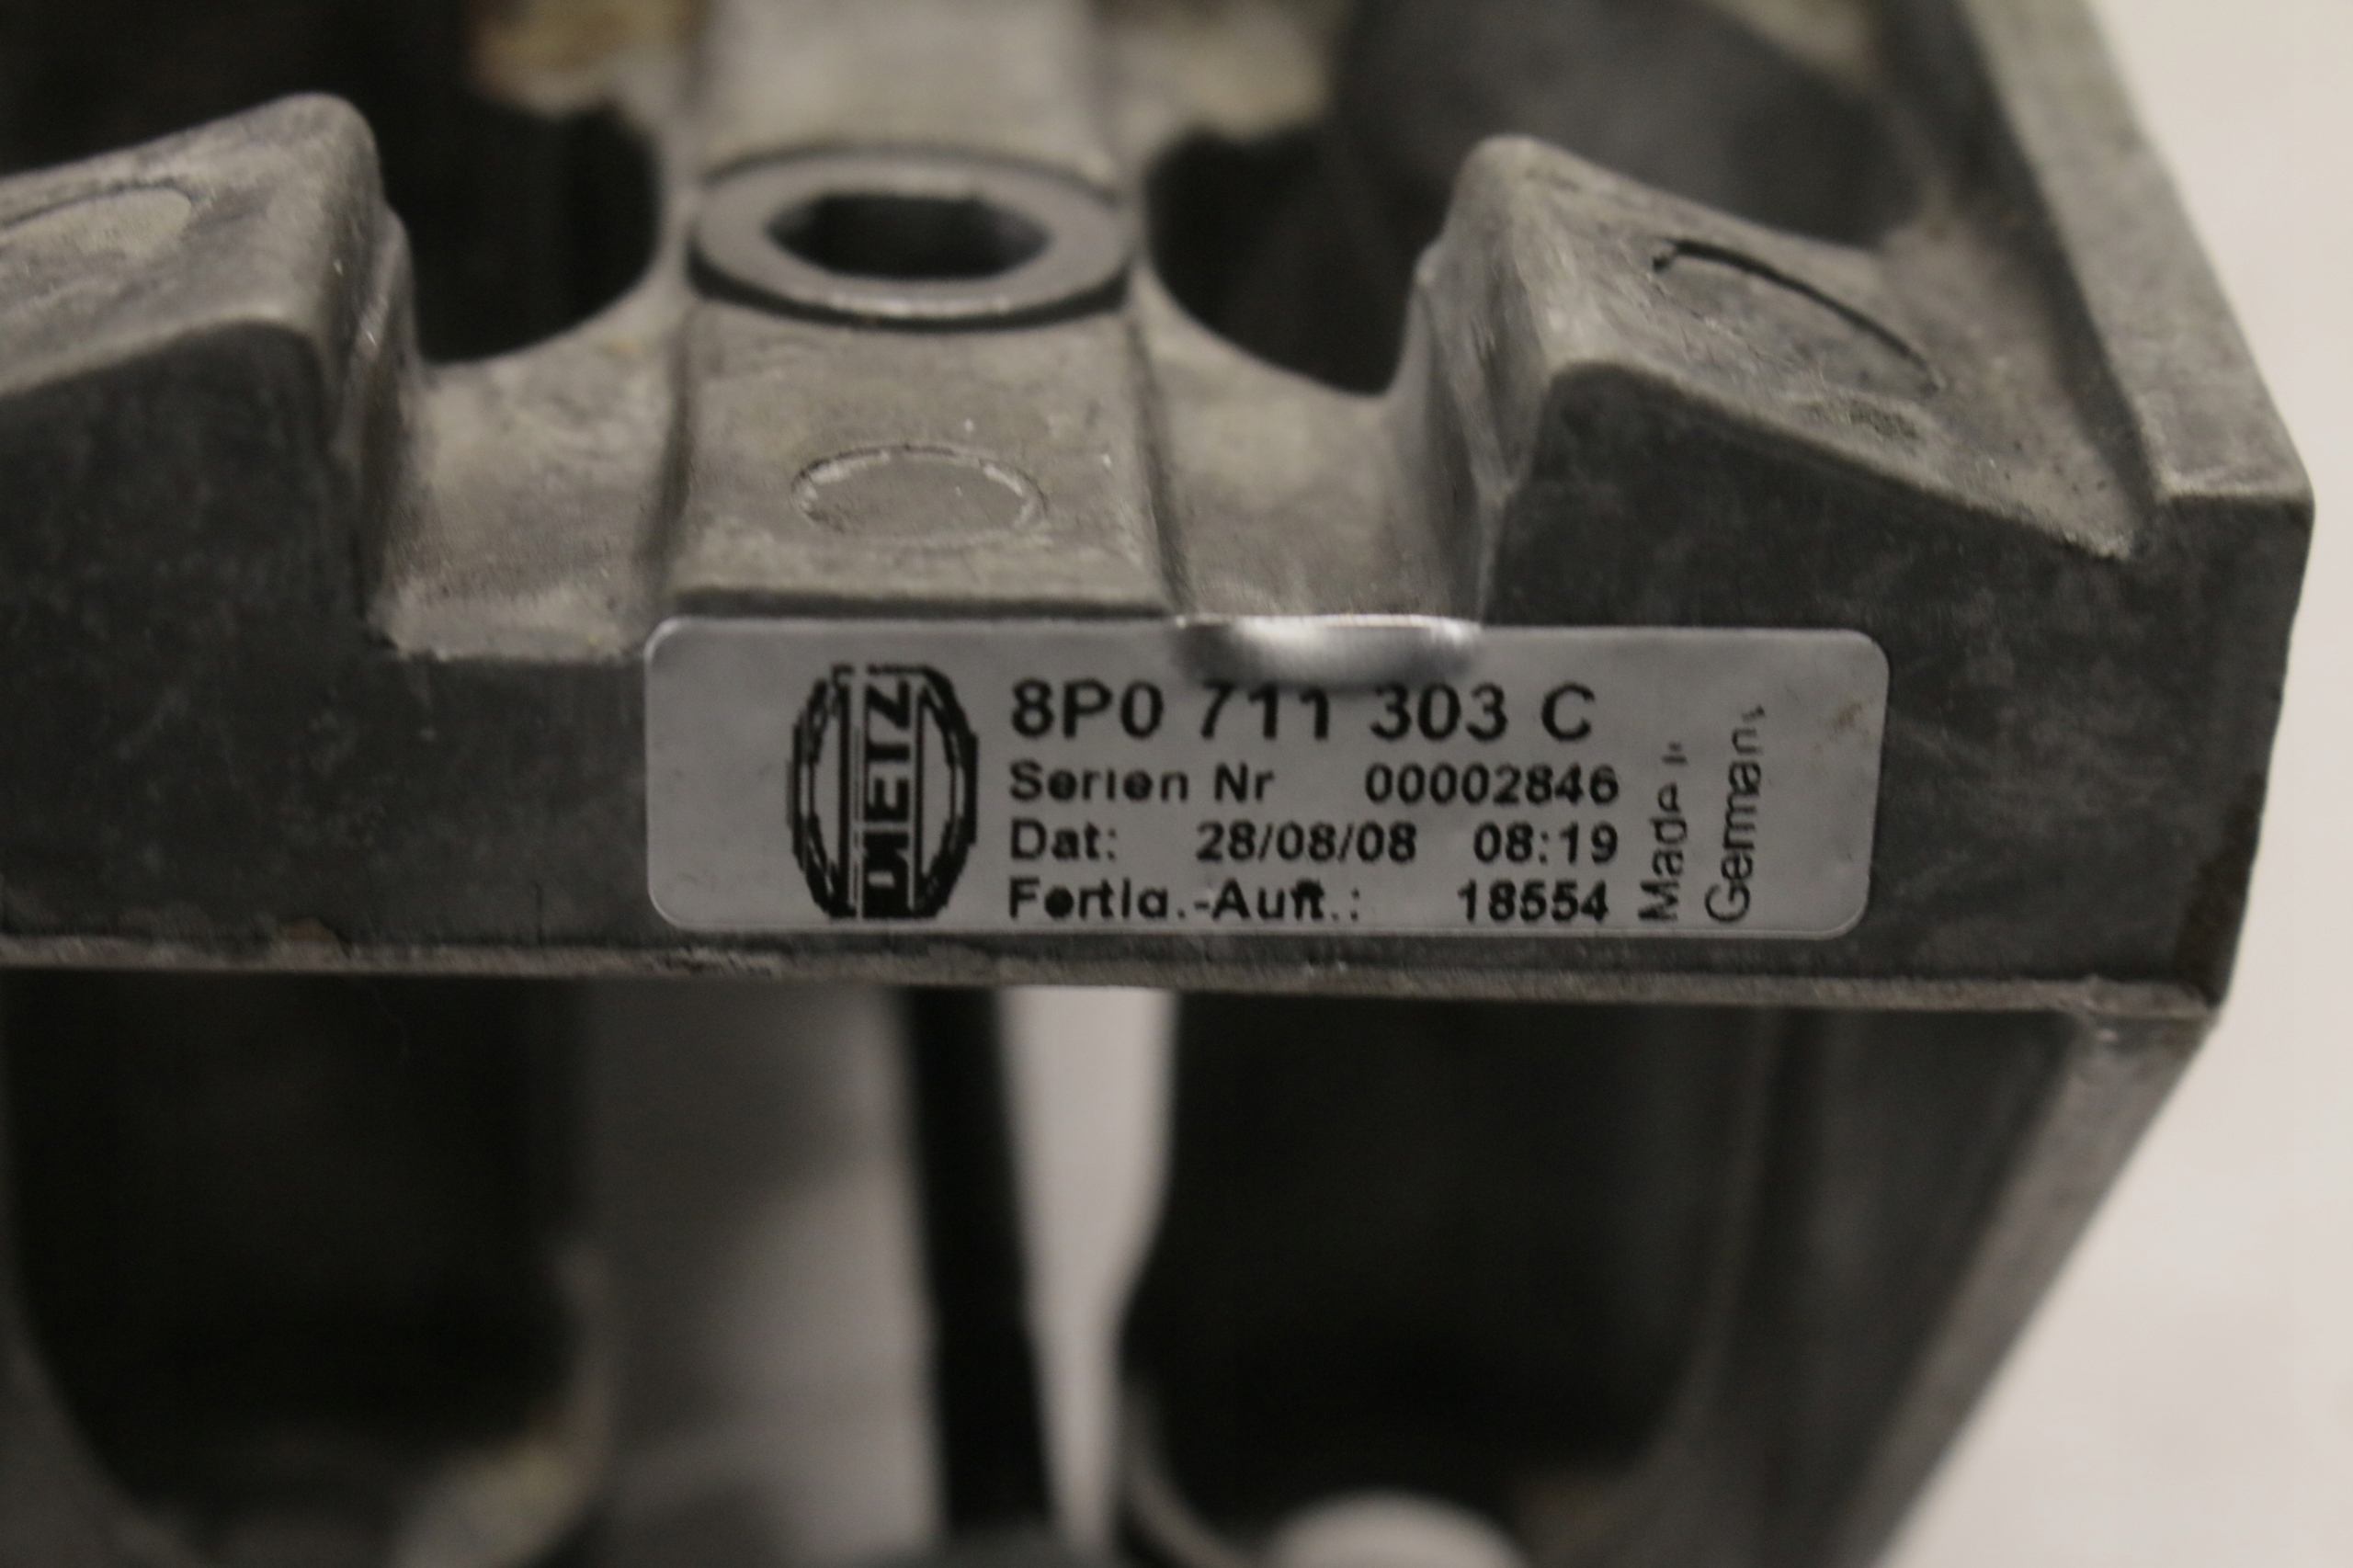 DIETZ
8P0 711 303 C
Serien Nr 00002846
Dat: 28/08/08 08:19
Fertig.-Auft.: 18554
Made in
Germany